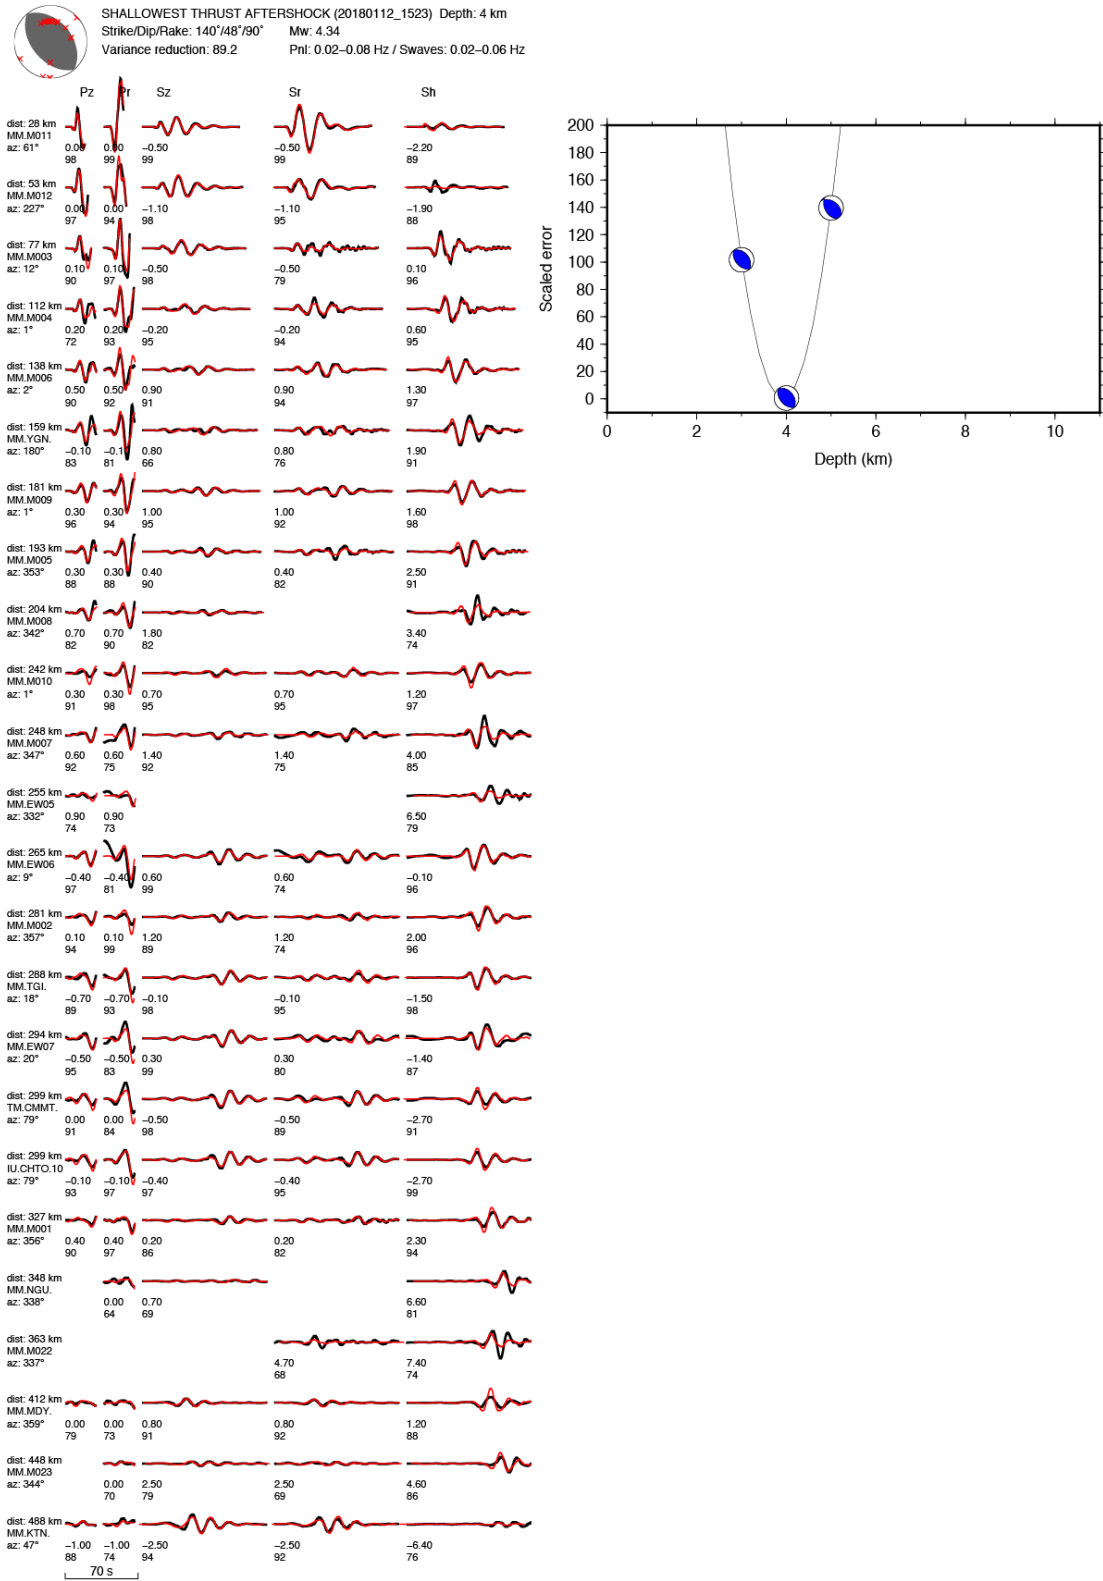 SHALLOWEST THRUST AFTERSHOCK (20180112_1523) Depth: 4 km
Strike/Dip/Rake: 140°/48°/90° Mw: 4.34
Variance reduction: 89.2 Pnl: 0.02–0.08 Hz / Swaves: 0.02–0.06 Hz
Pz Pr Sz Sr Sh
dist: 28 km
MM.M011
az: 61° 0.00 0.00 −0.50 −0.50 −2.20
98 99 99 99 89
dist: 53 km
MM.M012
az: 227° 0.00 0.00 −1.10 −1.10 −1.90
97 94 98 95 88
dist: 77 km
MM.M003
az: 12° 0.10 0.10 −0.50 −0.50 0.10
90 97 98 79 96
dist: 112 km
MM.M004
az: 1° 0.20 0.20 −0.20 −0.20 0.60
72 93 95 94 95
dist: 138 km
MM.M006
az: 2° 0.50 0.50 0.90 0.90 1.30
90 92 91 94 97
dist: 159 km
MM.YGN.
az: 180° −0.10 −0.1 0.80 0.80 1.90
83 81 66 76 91
dist: 181 km
MM.M009
az: 1° 0.30 0.30 1.00 1.00 1.60
96 94 95 92 98
dist: 193 km
MM.M005
az: 353° 0.30 0.30 0.40 0.40 2.50
88 88 90 82 91
dist: 204 km
MM.M008
az: 342° 0.70 0.70 1.80 3.40
82 90 82 74
dist: 242 km
MM.M010
az: 1° 0.30 0.30 0.70 0.70 1.20
91 98 95 95 97
dist: 248 km
MM.M007
az: 347° 0.60 0.60 1.40 1.40 4.00
92 75 92 75 85
dist: 255 km
MM.EW05
az: 332° 0.90 0.90 6.50
74 73 79
dist: 265 km
MM.EW06
az: 9° −0.40 −0.40 0.60 0.60 −0.10
97 81 99 74 96
dist: 281 km
MM.M002
az: 357° 0.10 0.10 1.20 1.20 2.00
94 99 89 74 96
dist: 288 km
MM.TGI.
az: 18° −0.70 −0.70 −0.10 −0.10 −1.50
89 93 98 95 98
dist: 294 km
MM.EW07
az: 20° −0.50 −0.50 0.30 0.30 −1.40
95 83 99 80 87
dist: 299 km
TM.CMMT.
az: 79° 0.00 0.00 −0.50 −0.50 −2.70
91 84 98 89 91
dist: 299 km
IU.CHTO.10
az: 79° −0.10 −0.10 −0.40 −0.40 −2.70
93 97 97 95 99
dist: 327 km
MM.M001
az: 356° 0.40 0.40 0.20 0.20 2.30
90 97 86 82 94
dist: 348 km
MM.NGU.
az: 338° 0.00 0.70 6.60
64 69 81
dist: 363 km
MM.M022
az: 337° 4.70 7.40
68 74
dist: 412 km
MM.MDY.
az: 359° 0.00 0.00 0.80 0.80 1.20
79 73 91 92 88
dist: 448 km
MM.M023
az: 344° 0.00 2.50 2.50 4.60
70 79 69 86
dist: 488 km
MM.KTN.
az: 47° −1.00 −1.00 −2.50 −2.50 −6.40
88 74 94 92 76
70 s
Scaled error
200
180
160
140
120
100
80
60
40
20
0
0 2 4 6 8 10
Depth (km)